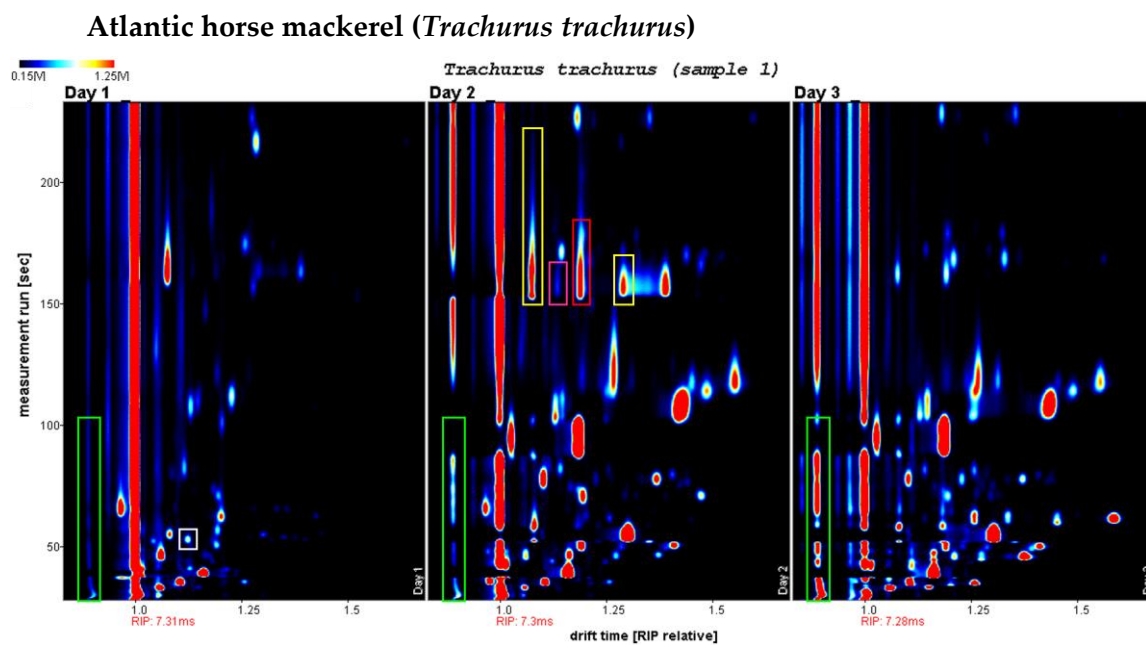 Atlantic horse mackerel (Trachurus trachurus)
0.15M 1.25M
Trachurus trachurus (sample 1)
Day 1 Day 2 Day 3
measurement run [sec]
200
150
100
50
Day 1 Day 2
1.0 1.25 1.5 1.0 1.25 1.5 1.0 1.25 1.5
RIP: 7.31ms RIP: 7.3ms RIP: 7.28ms
drift time [RIP relative]